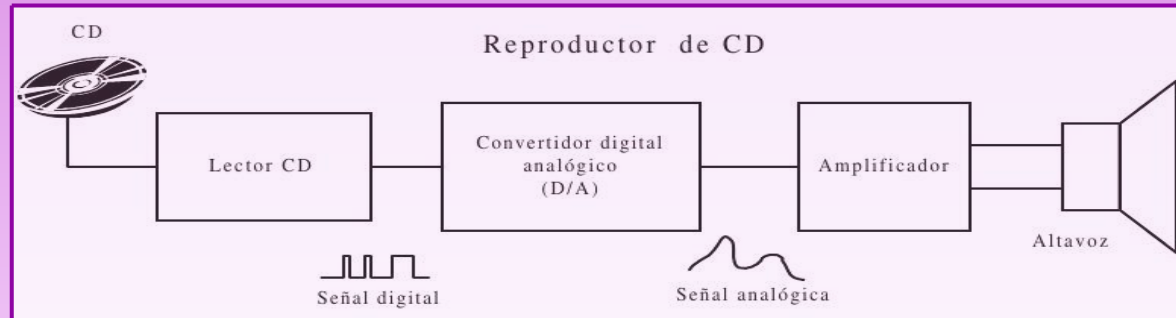 CD
Reproductor de CD
Lector CD
Convertidor digital
analógico
(D/A)
Amplificador
Altavoz
Señal digital
Señal analógica